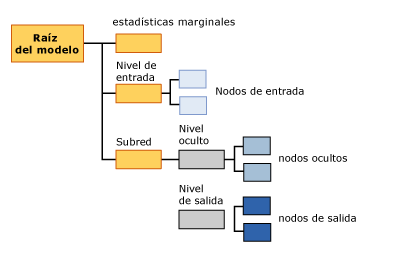 estadísticas marginales
Raíz
del modelo
Nivel de
entrada
Nodos de entrada
Subred
Nivel
oculto
nodos ocultos
Nivel
de salida
nodos de salida